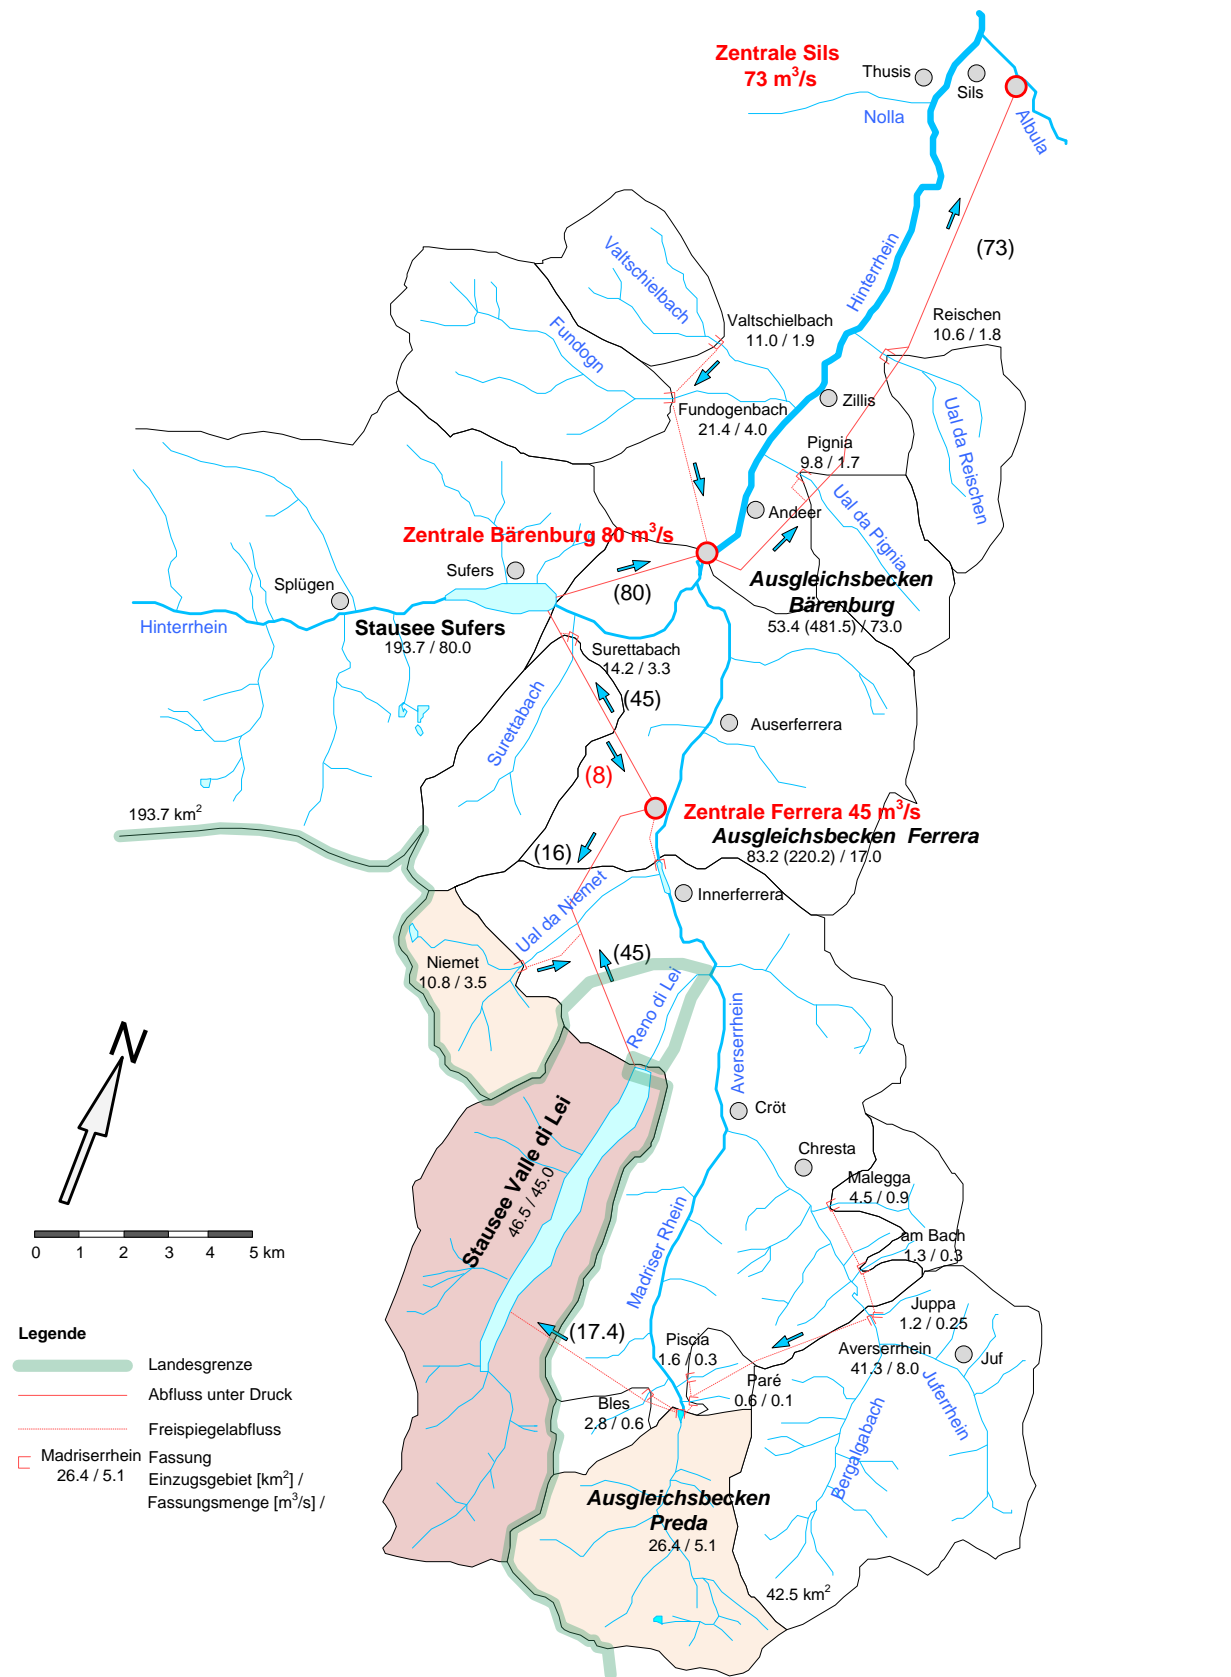 Zentrale Sils
73 m³/s
Thusis
Sils
Nolla
Albula
Hinterrhein
(73)
Valtschielbach
Fundogn
Valtschielbach
11.0 / 1.9
Reischen
10.6 / 1.8
Zillis
Fundogenbach
21.4 / 4.0
Pignia
9.8 / 1.7
Ual da Reischen
Ual da Pignia
Andeer
Zentrale Bärenburg 80 m³/s
Sufers
Splügen
(80)
Ausgleichsbecken
Bärenburg
53.4 (481.5) / 73.0
Hinterrhein
Stausee Sufers
193.7 / 80.0
Surettabach
14.2 / 3.3
Surettabach
(45)
Auserferrera
(8)
193.7 km²
Zentrale Ferrera 45 m³/s
Ausgleichsbecken Ferrera
83.2 (220.2) / 17.0
(16)
Innerferrera
Ual da Niemet
Niemet
10.8 / 3.5
(45)
Reno di Lei
Averserrhein
N
Cröt
Chresta
Malegga
4.5 / 0.9
am Bach
1.3 / 0.3
Stausee Valle di Lei
46.5 / 45.0
Madriser Rhein
0 1 2 3 4 5 km
Juppa
1.2 / 0.25
Averserrhein
41.3 / 8.0
Juf
Juferrhein
Bergalgabach
(17.4)
Piscia
1.6 / 0.3
Paré
0.6 / 0.1
Bles
2.8 / 0.6
Ausgleichsbecken
Preda
26.4 / 5.1
42.5 km²
Legende
Landesgrenze
Abfluss unter Druck
Freispiegelabfluss
Madriserrhein Fassung
26.4 / 5.1 Einzugsgebiet [km²] /
Fassungsmenge [m³/s] /